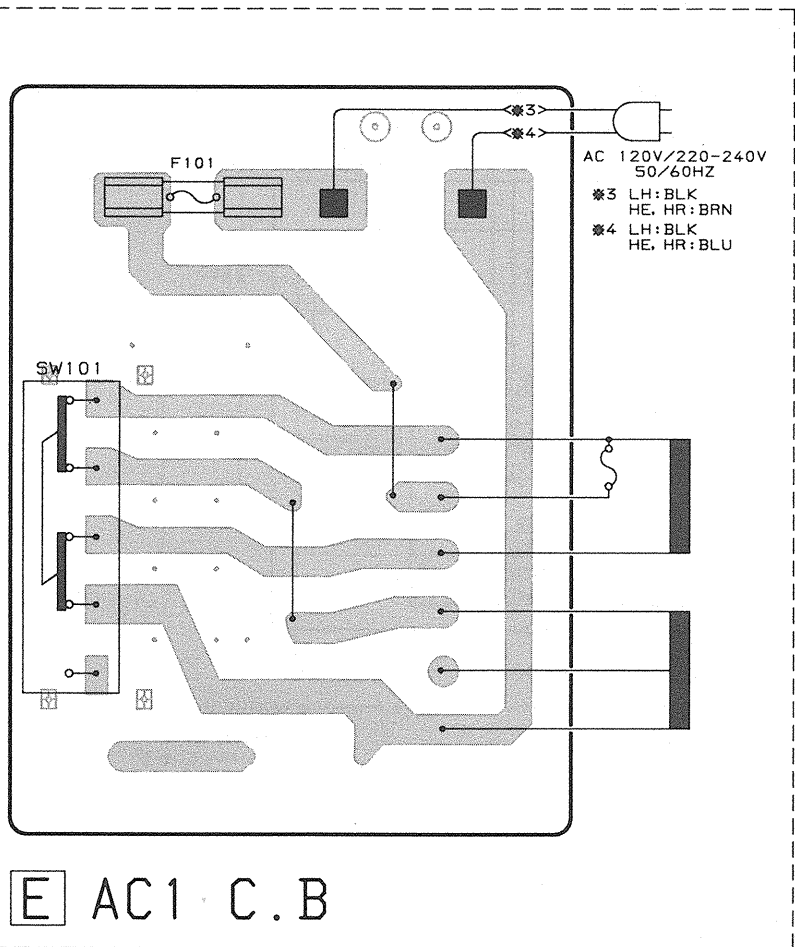 F101
※3
※4
AC 120V/220-240V
50/60HZ
※3 LH:BLK
HE, HR:BRN
※4 LH:BLK
HE, HR:BLU
SW101
E AC1 C.B